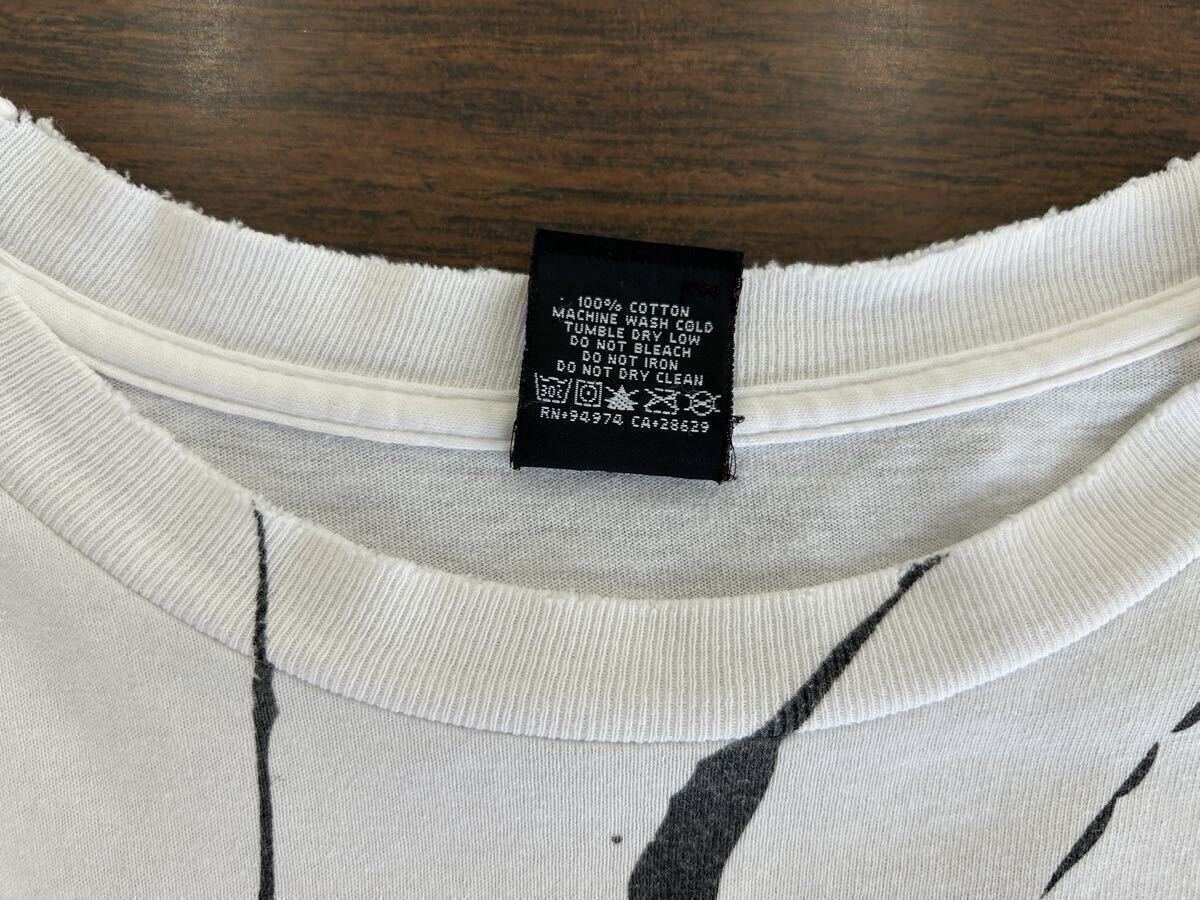 100% COTTON
MACHINE WASH COLD
TUMBLE DRY LOW
DO NOT BLEACH
DO NOT IRON
DO NOT DRY CLEAN
30C
RN+94974 CA+28629